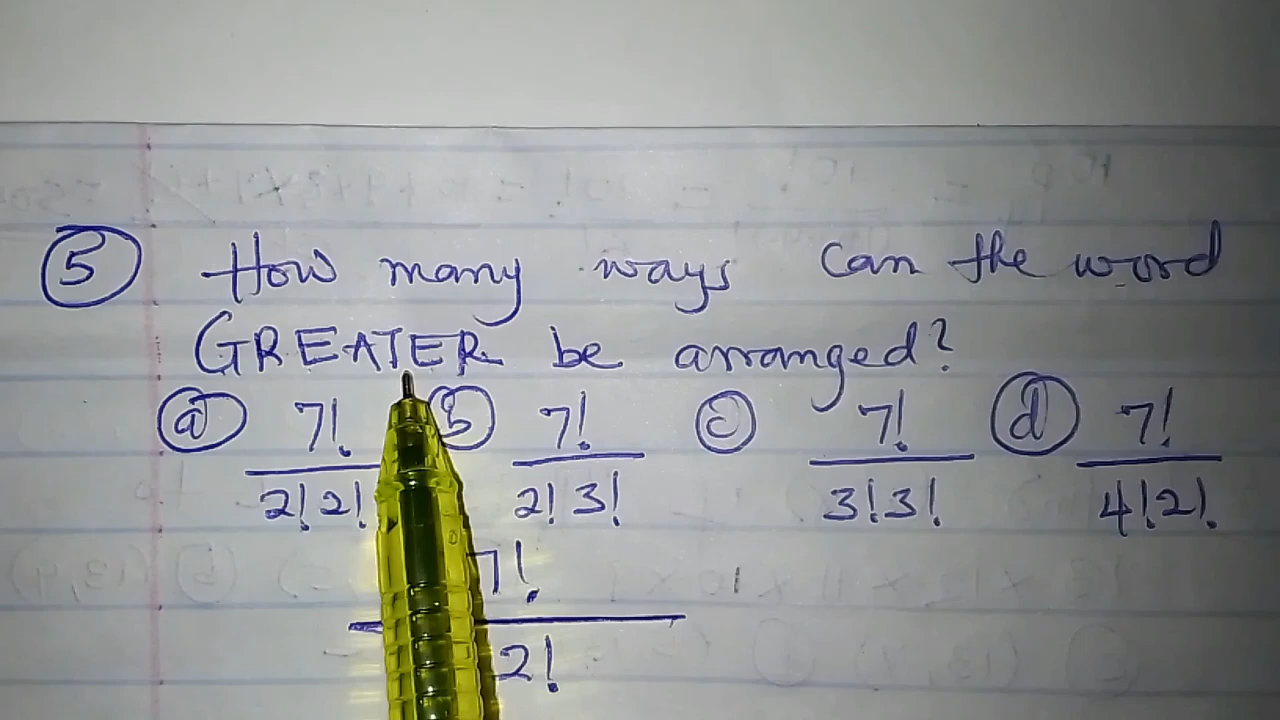 5 How many ways can the word
GREATER be arranged?
a 7! b 7! c 7! d 7!
2!2! 2!3! 3!3! 4!2!
7!
2!